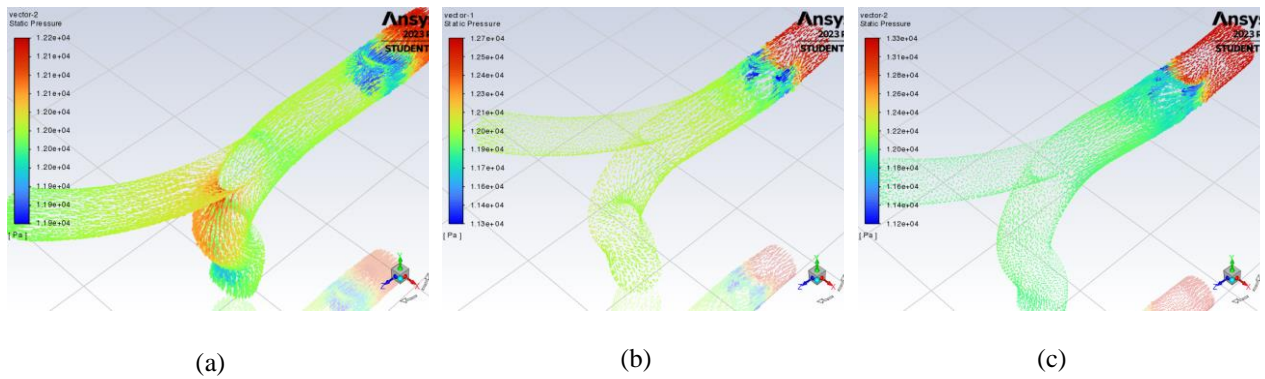 vector-2
Static Pressure
1.22e+04
1.21e+04
1.21e+04
1.20e+04
1.20e+04
1.20e+04
1.20e+04
1.19e+04
1.19e+04
1.19e+04
[ Pa ]
Ansys
2023 R
STUDENT
Y
Z
X
(a)
vector-1
Static Pressure
1.27e+04
1.25e+04
1.24e+04
1.22e+04
1.21e+04
1.20e+04
1.18e+04
1.17e+04
1.16e+04
1.14e+04
1.13e+04
[ Pa ]
Ansys
2023 R
STUDENT
Y
Z
X
(b)
vector-2
Static Pressure
1.33e+04
1.30e+04
1.28e+04
1.26e+04
1.24e+04
1.22e+04
1.20e+04
1.18e+04
1.16e+04
1.14e+04
1.12e+04
[ Pa ]
Ansys
2023 R
STUDENT
Y
Z
X
(c)